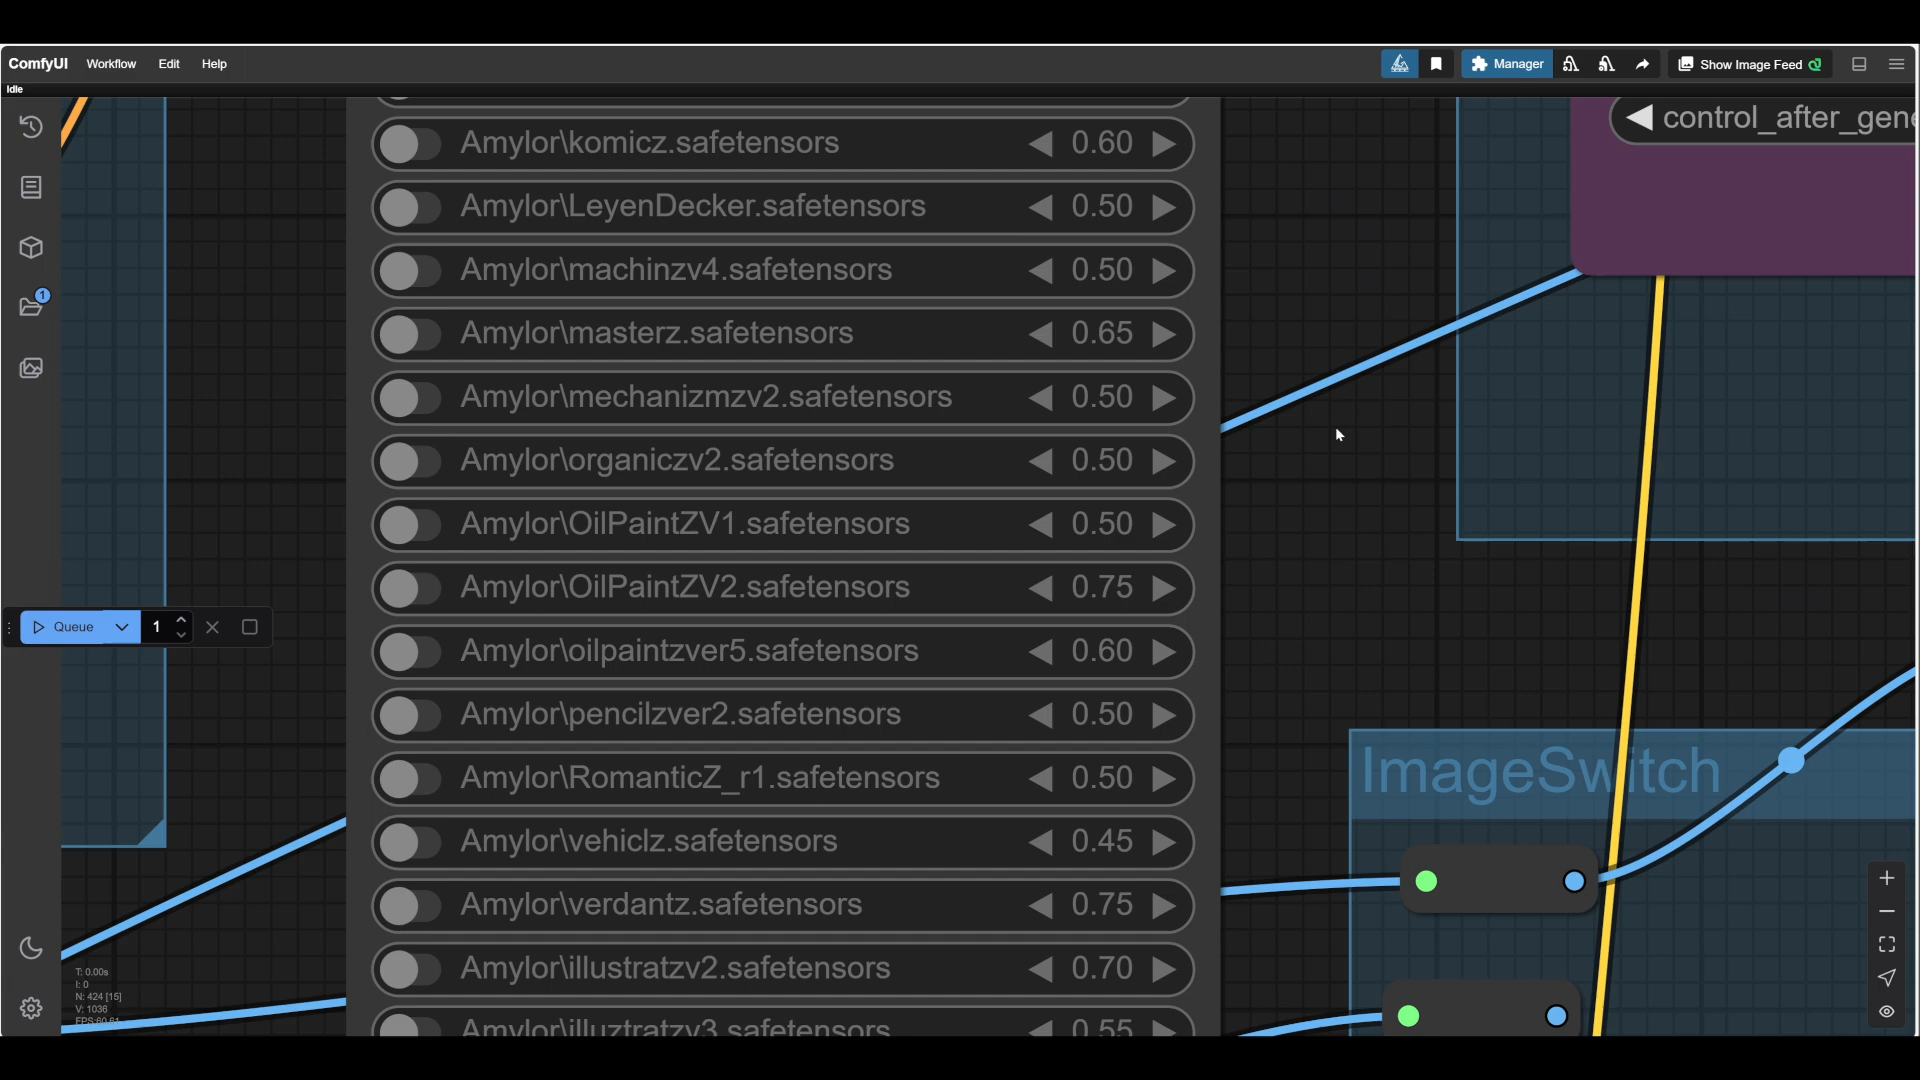 ComfyUI Workflow Edit Help
Manager Show Image Feed
Idle
control_after_gene
Amylor\komicz.safetensors 0.60
Amylor\LeyenDecker.safetensors 0.50
Amylor\machinzv4.safetensors 0.50
Amylor\masterz.safetensors 0.65
Amylor\mechanizmzv2.safetensors 0.50
Amylor\organiczv2.safetensors 0.50
Amylor\OilPaintZV1.safetensors 0.50
Amylor\OilPaintZV2.safetensors 0.75
Amylor\oilpaintzver5.safetensors 0.60
Amylor\pencilzver2.safetensors 0.50
Amylor\RomanticZ_r1.safetensors 0.50
Amylor\vehiclz.safetensors 0.45
Amylor\verdantz.safetensors 0.75
Amylor\illustratzv2.safetensors 0.70
Amylor\illuztratzv3.safetensors 0.55
1
Queue 1
ImageSwitch
T: 0.00s
I: 0
N: 424 [15]
V: 1036
FPS:60.61